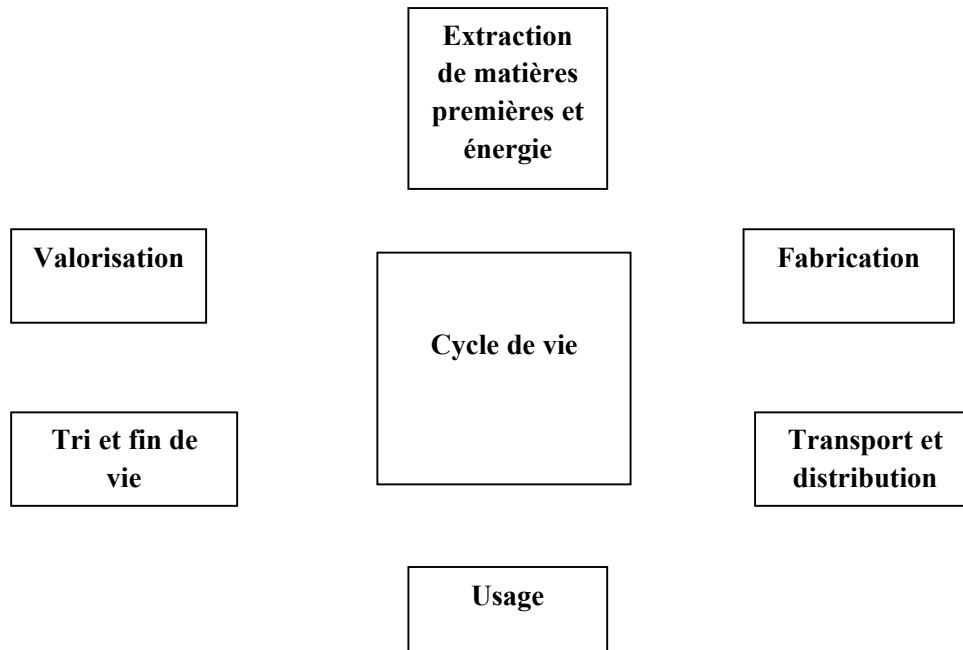 Extraction
de matières
premières et
énergie
Valorisation
Fabrication
Cycle de vie
Tri et fin de
vie
Transport et
distribution
Usage